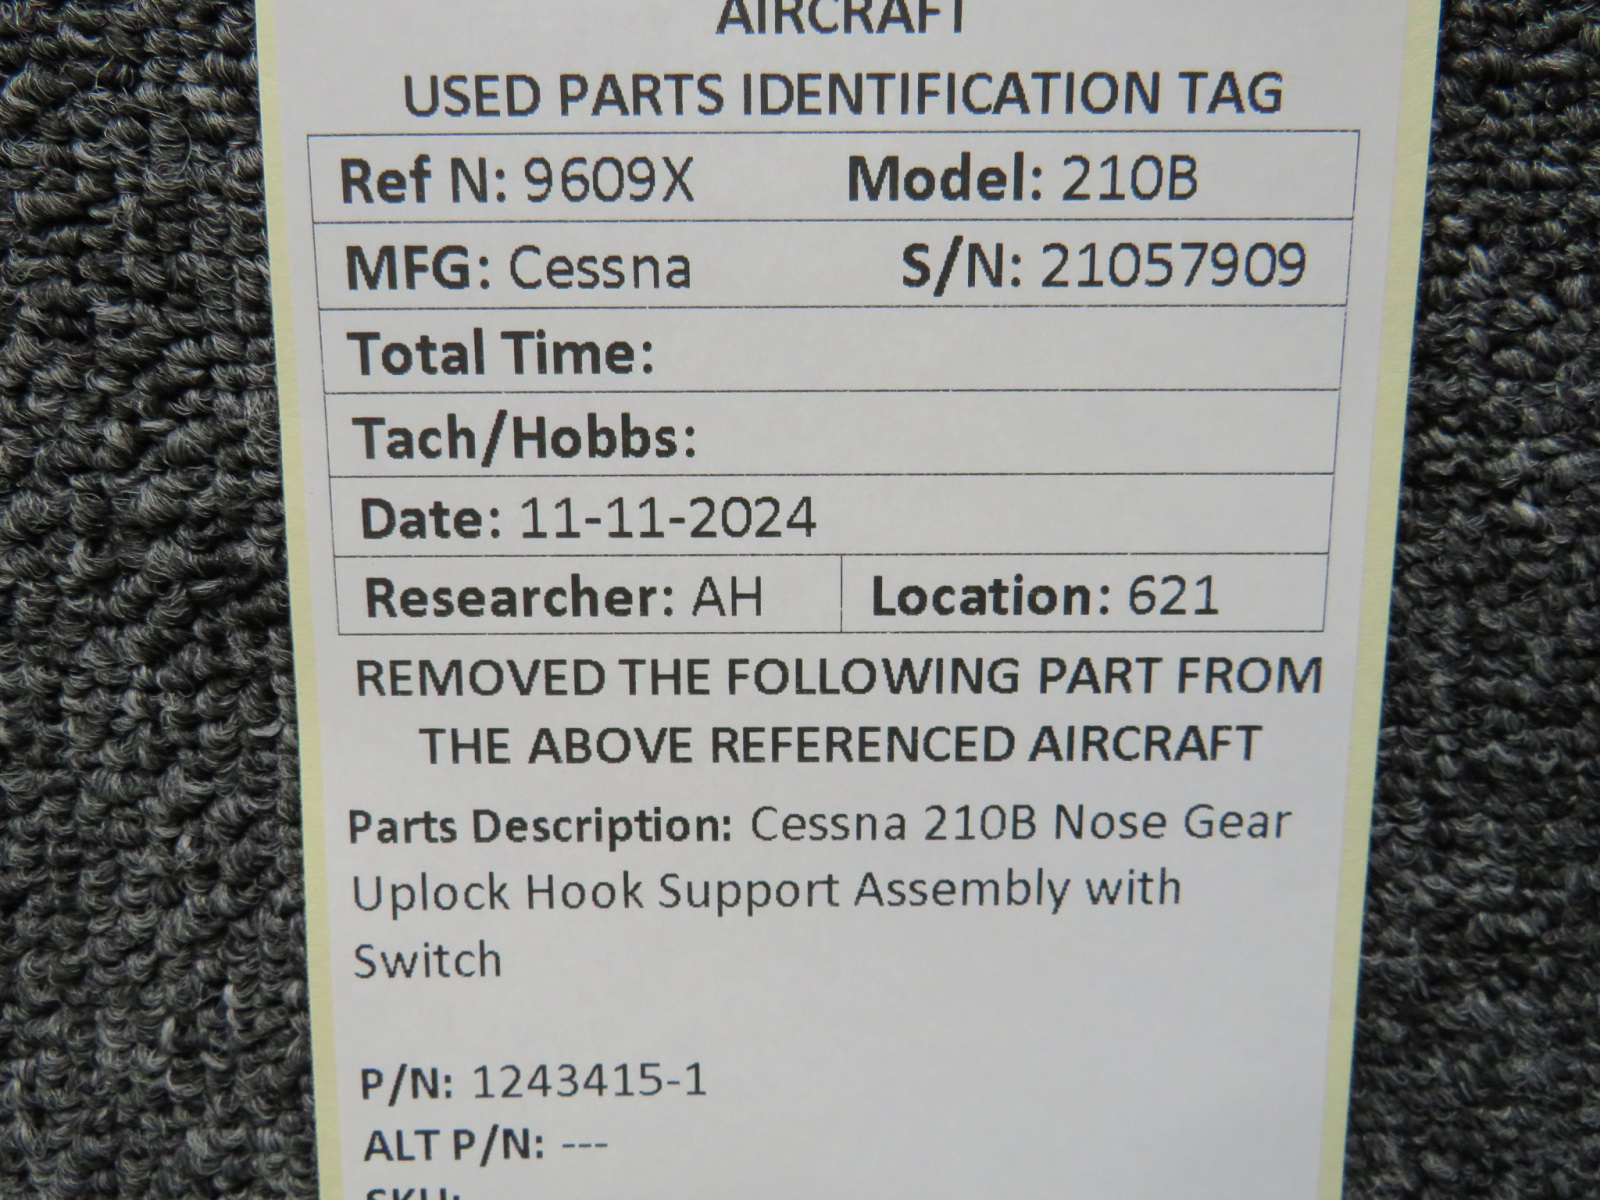 AIRCRAFT
USED PARTS IDENTIFICATION TAG
Ref N: 9609X Model: 210B
MFG: Cessna S/N: 21057909
Total Time:
Tach/Hobbs:
Date: 11-11-2024
Researcher: AH Location: 621
REMOVED THE FOLLOWING PART FROM
THE ABOVE REFERENCED AIRCRAFT
Parts Description: Cessna 210B Nose Gear
Uplock Hook Support Assembly with
Switch
P/N: 1243415-1
ALT P/N: ---
SKU: